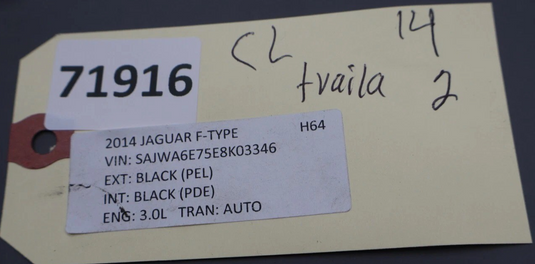 CL 14
71916
traila 2
2014 JAGUAR F-TYPE H64
VIN: SAJWA6E75E8K03346
EXT: BLACK (PEL)
INT: BLACK (PDE)
ENG: 3.0L TRAN: AUTO